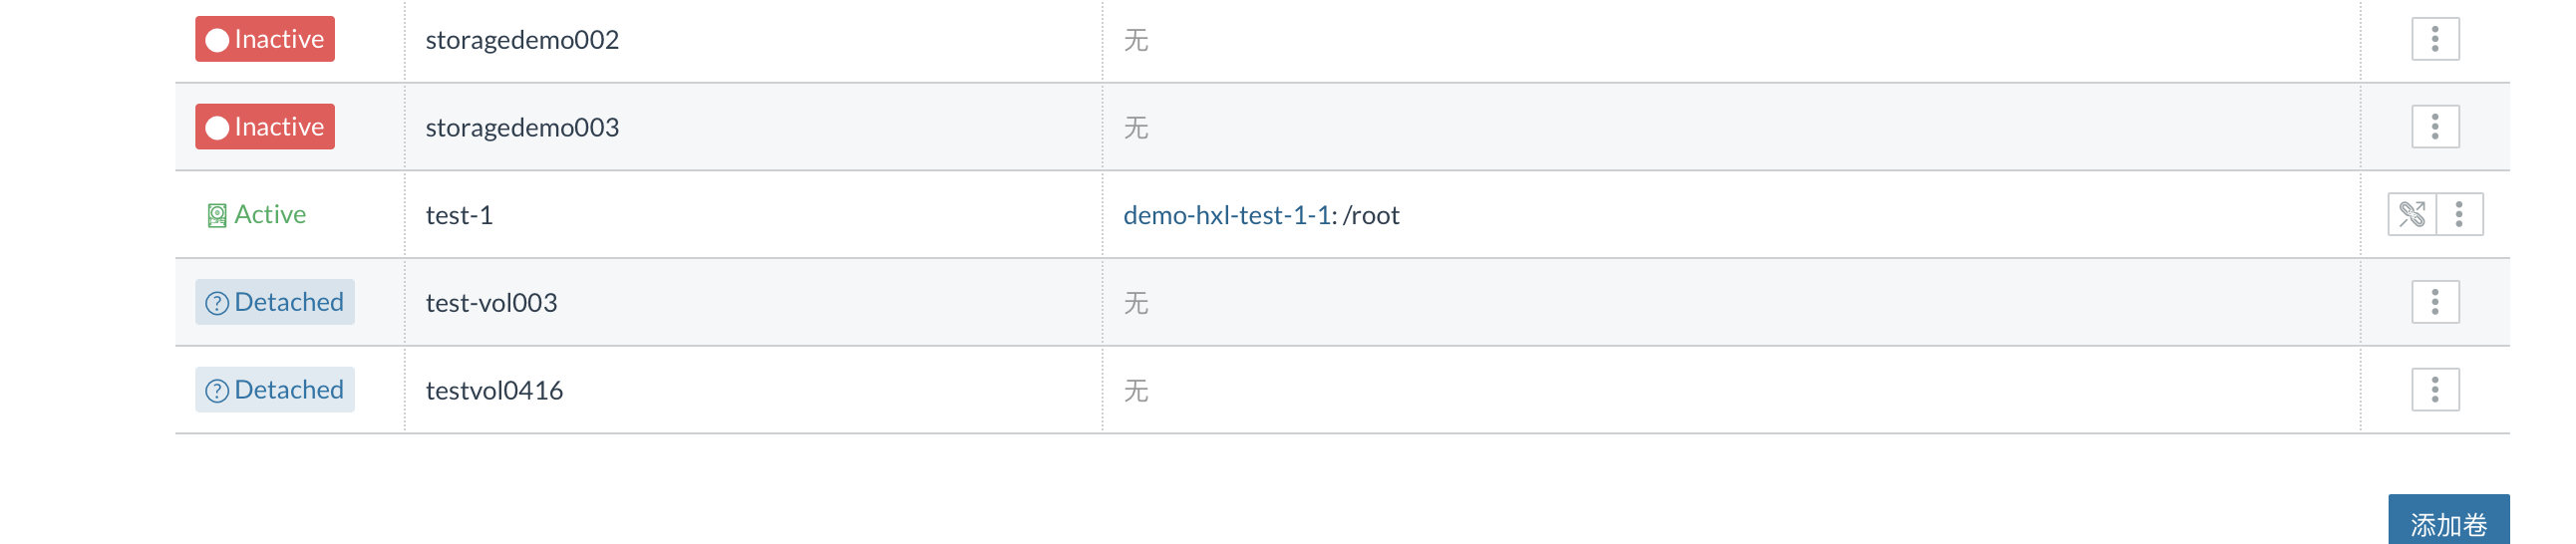 Inactive storagedemo002 无
Inactive storagedemo003 无
Active test-1 demo-hxl-test-1-1: /root
Detached test-vol003 无
Detached testvol0416 无
添加卷